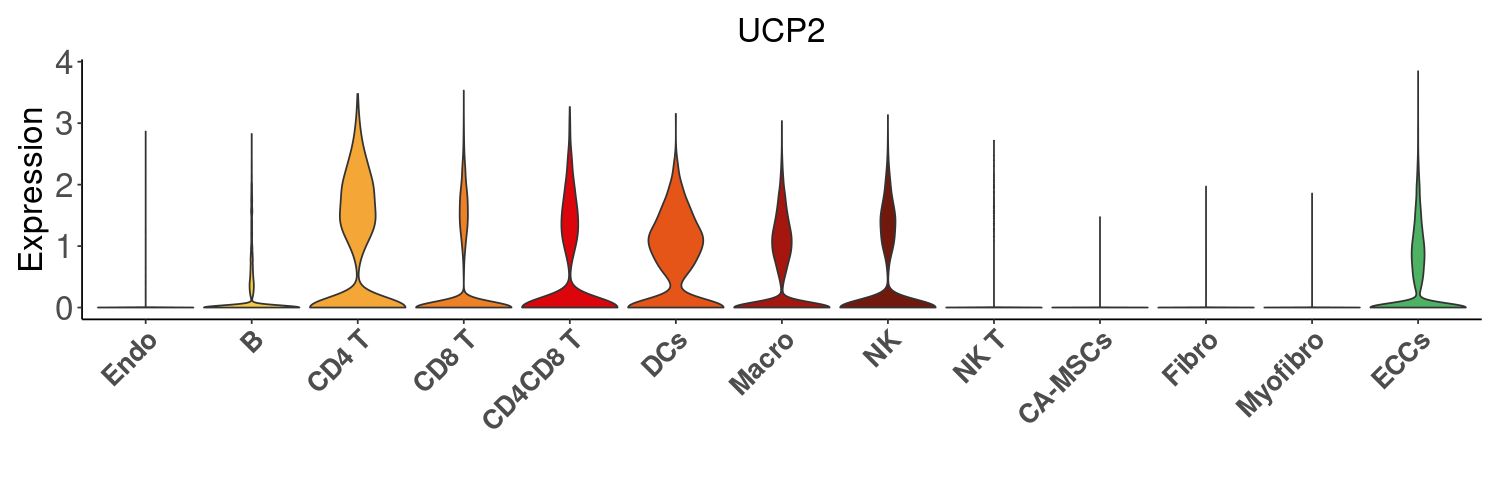 UCP2
Expression
4
3
2
1
0
Endo
B
CD4 T
CD8 T
CD4CD8 T
DCs
Macro
NK
NK T
CA-MSCs
Fibro
Myofibro
ECCs